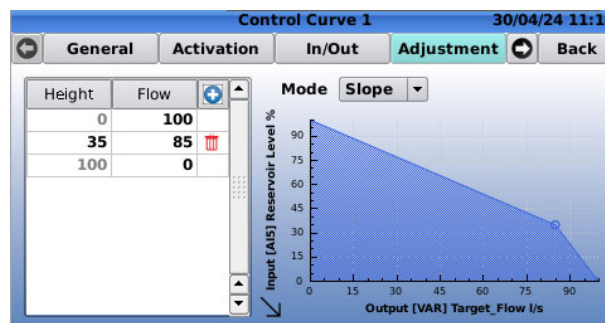 Control Curve 1 30/04/24 11:1
General Activation In/Out Adjustment Back
Height Flow
0 100
35 85
100 0
Mode Slope
Input [AI5] Reservoir Level %
90
75
60
45
30
15
0
0 15 30 45 60 75 90
Output [VAR] Target_Flow l/s